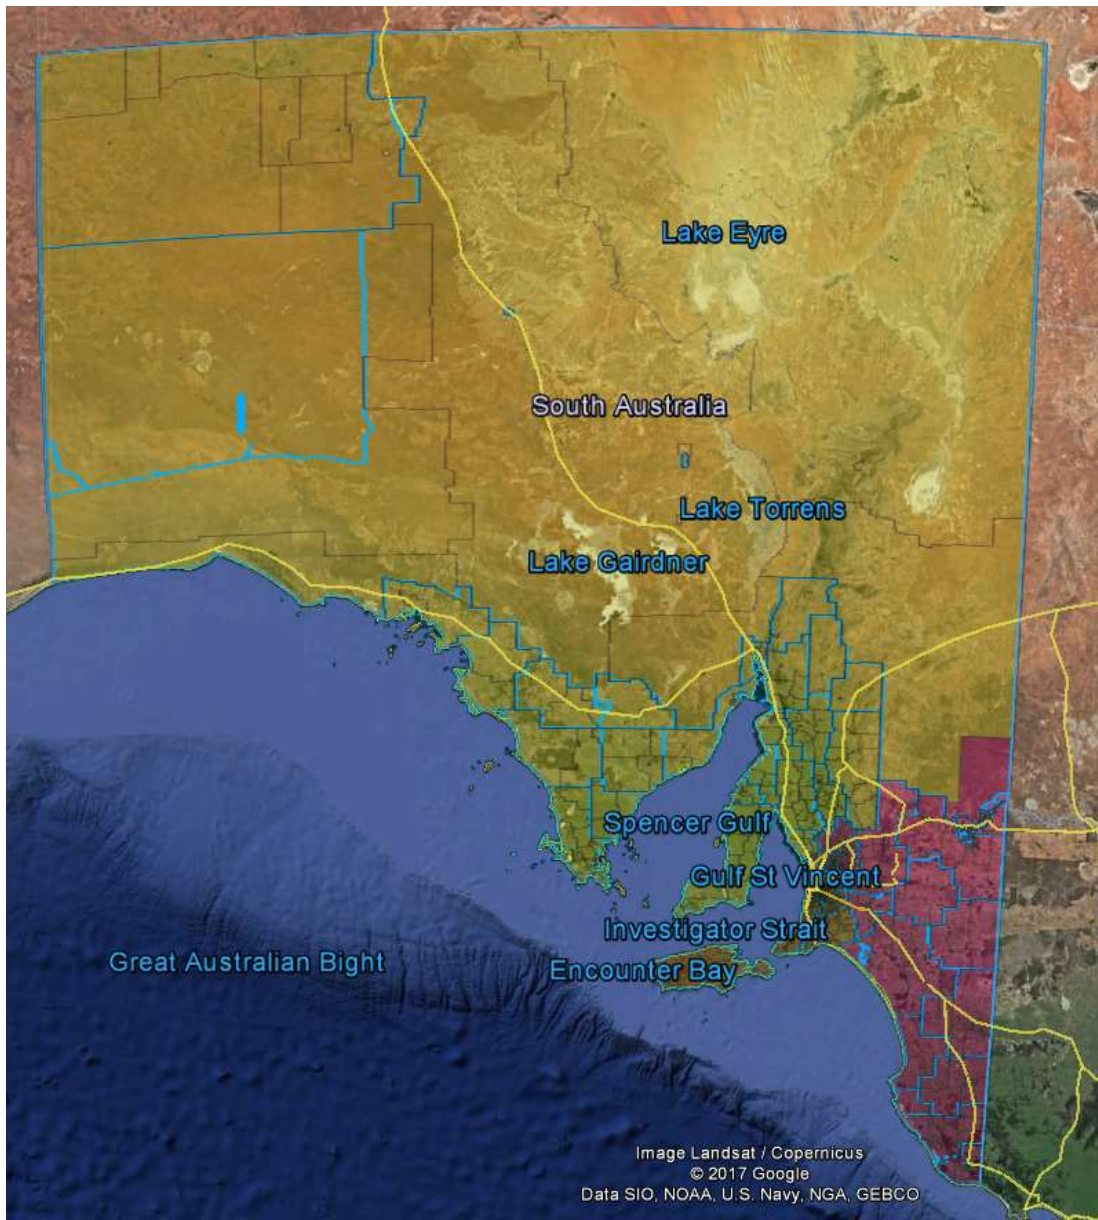 Lake Eyre
South Australia
Lake Torrens
Lake Gairdner
Spencer Gulf
Gulf St Vincent
Investigator Strait
Great Australian Bight
Encounter Bay
Image Landsat / Copernicus
© 2017 Google
Data SIO, NOAA, U.S. Navy, NGA, GEBCO